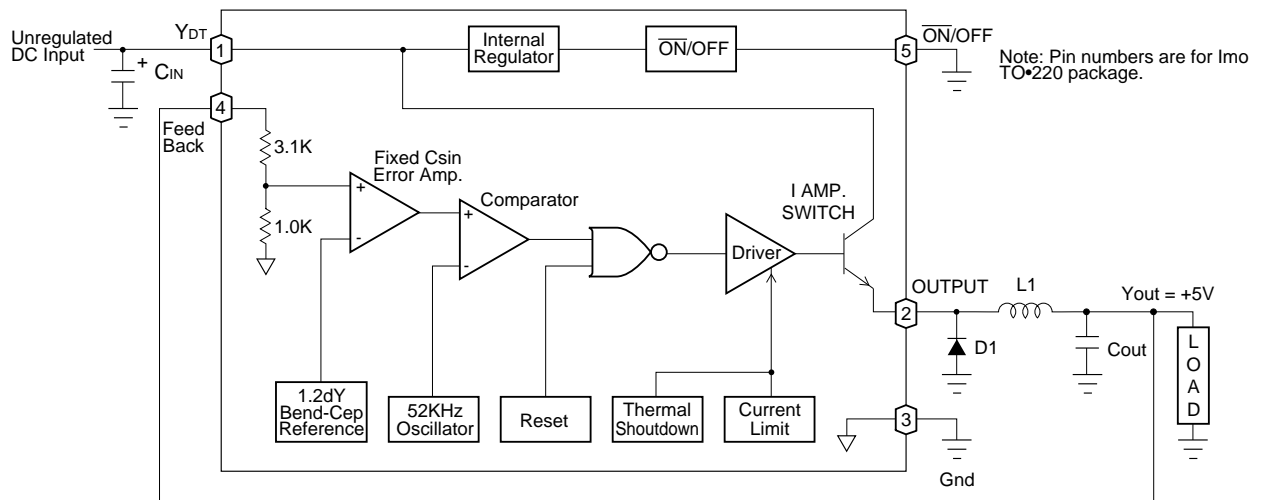 Unregulated
DC Input
YDT
1
+
CIN
Internal
Regulator
ON/OFF
5
ON/OFF
Note: Pin numbers are for Imo
TO•220 package.
4
Feed
Back
3.1K
1.0K
Fixed Csin
Error Amp.
+
-
Comparator
+
-
I AMP.
SWITCH
Driver
OUTPUT
2
L1
Yout = +5V
D1
Cout
LOAD
1.2dY
Bend-Cep
Reference
52KHz
Oscillator
Reset
Thermal
Shoutdown
Current
Limit
3
Gnd